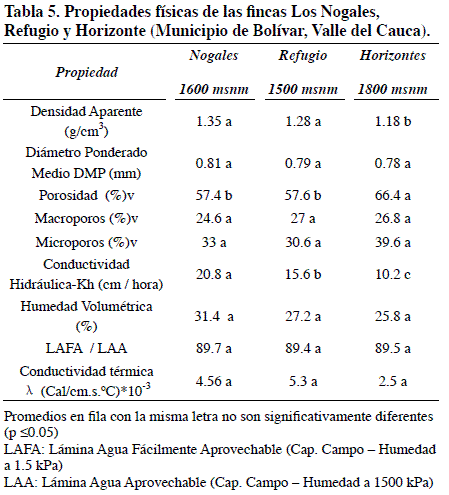 Tabla 5. Propiedades físicas de las fincas Los Nogales,
Refugio y Horizonte (Municipio de Bolívar, Valle del Cauca).
Propiedad Nogales Refugio Horizontes
1600 msnm 1500 msnm 1800 msnm
Densidad Aparente (g/cm³) 1.35 a 1.28 a 1.18 b
Diámetro Ponderado Medio DMP (mm) 0.81 a 0.79 a 0.78 a
Porosidad (%)v 57.4 b 57.6 b 66.4 a
Macroporos (%)v 24.6 a 27 a 26.8 a
Microporos (%)v 33 a 30.6 a 39.6 a
Conductividad Hidráulica-Kh (cm / hora) 20.8 a 15.6 b 10.2 c
Humedad Volumétrica (%) 31.4 a 27.2 a 25.8 a
LAFA / LAA 89.7 a 89.4 a 89.5 a
Conductividad térmica λ (Cal/cm.s.ºC)*10⁻³ 4.56 a 5.3 a 2.5 a
Promedios en fila con la misma letra no son significativamente diferentes
(p ≤0.05)
LAFA: Lámina Agua Fácilmente Aprovechable (Cap. Campo – Humedad
a 1.5 kPa)
LAA: Lámina Agua Aprovechable (Cap. Campo – Humedad a 1500 kPa)